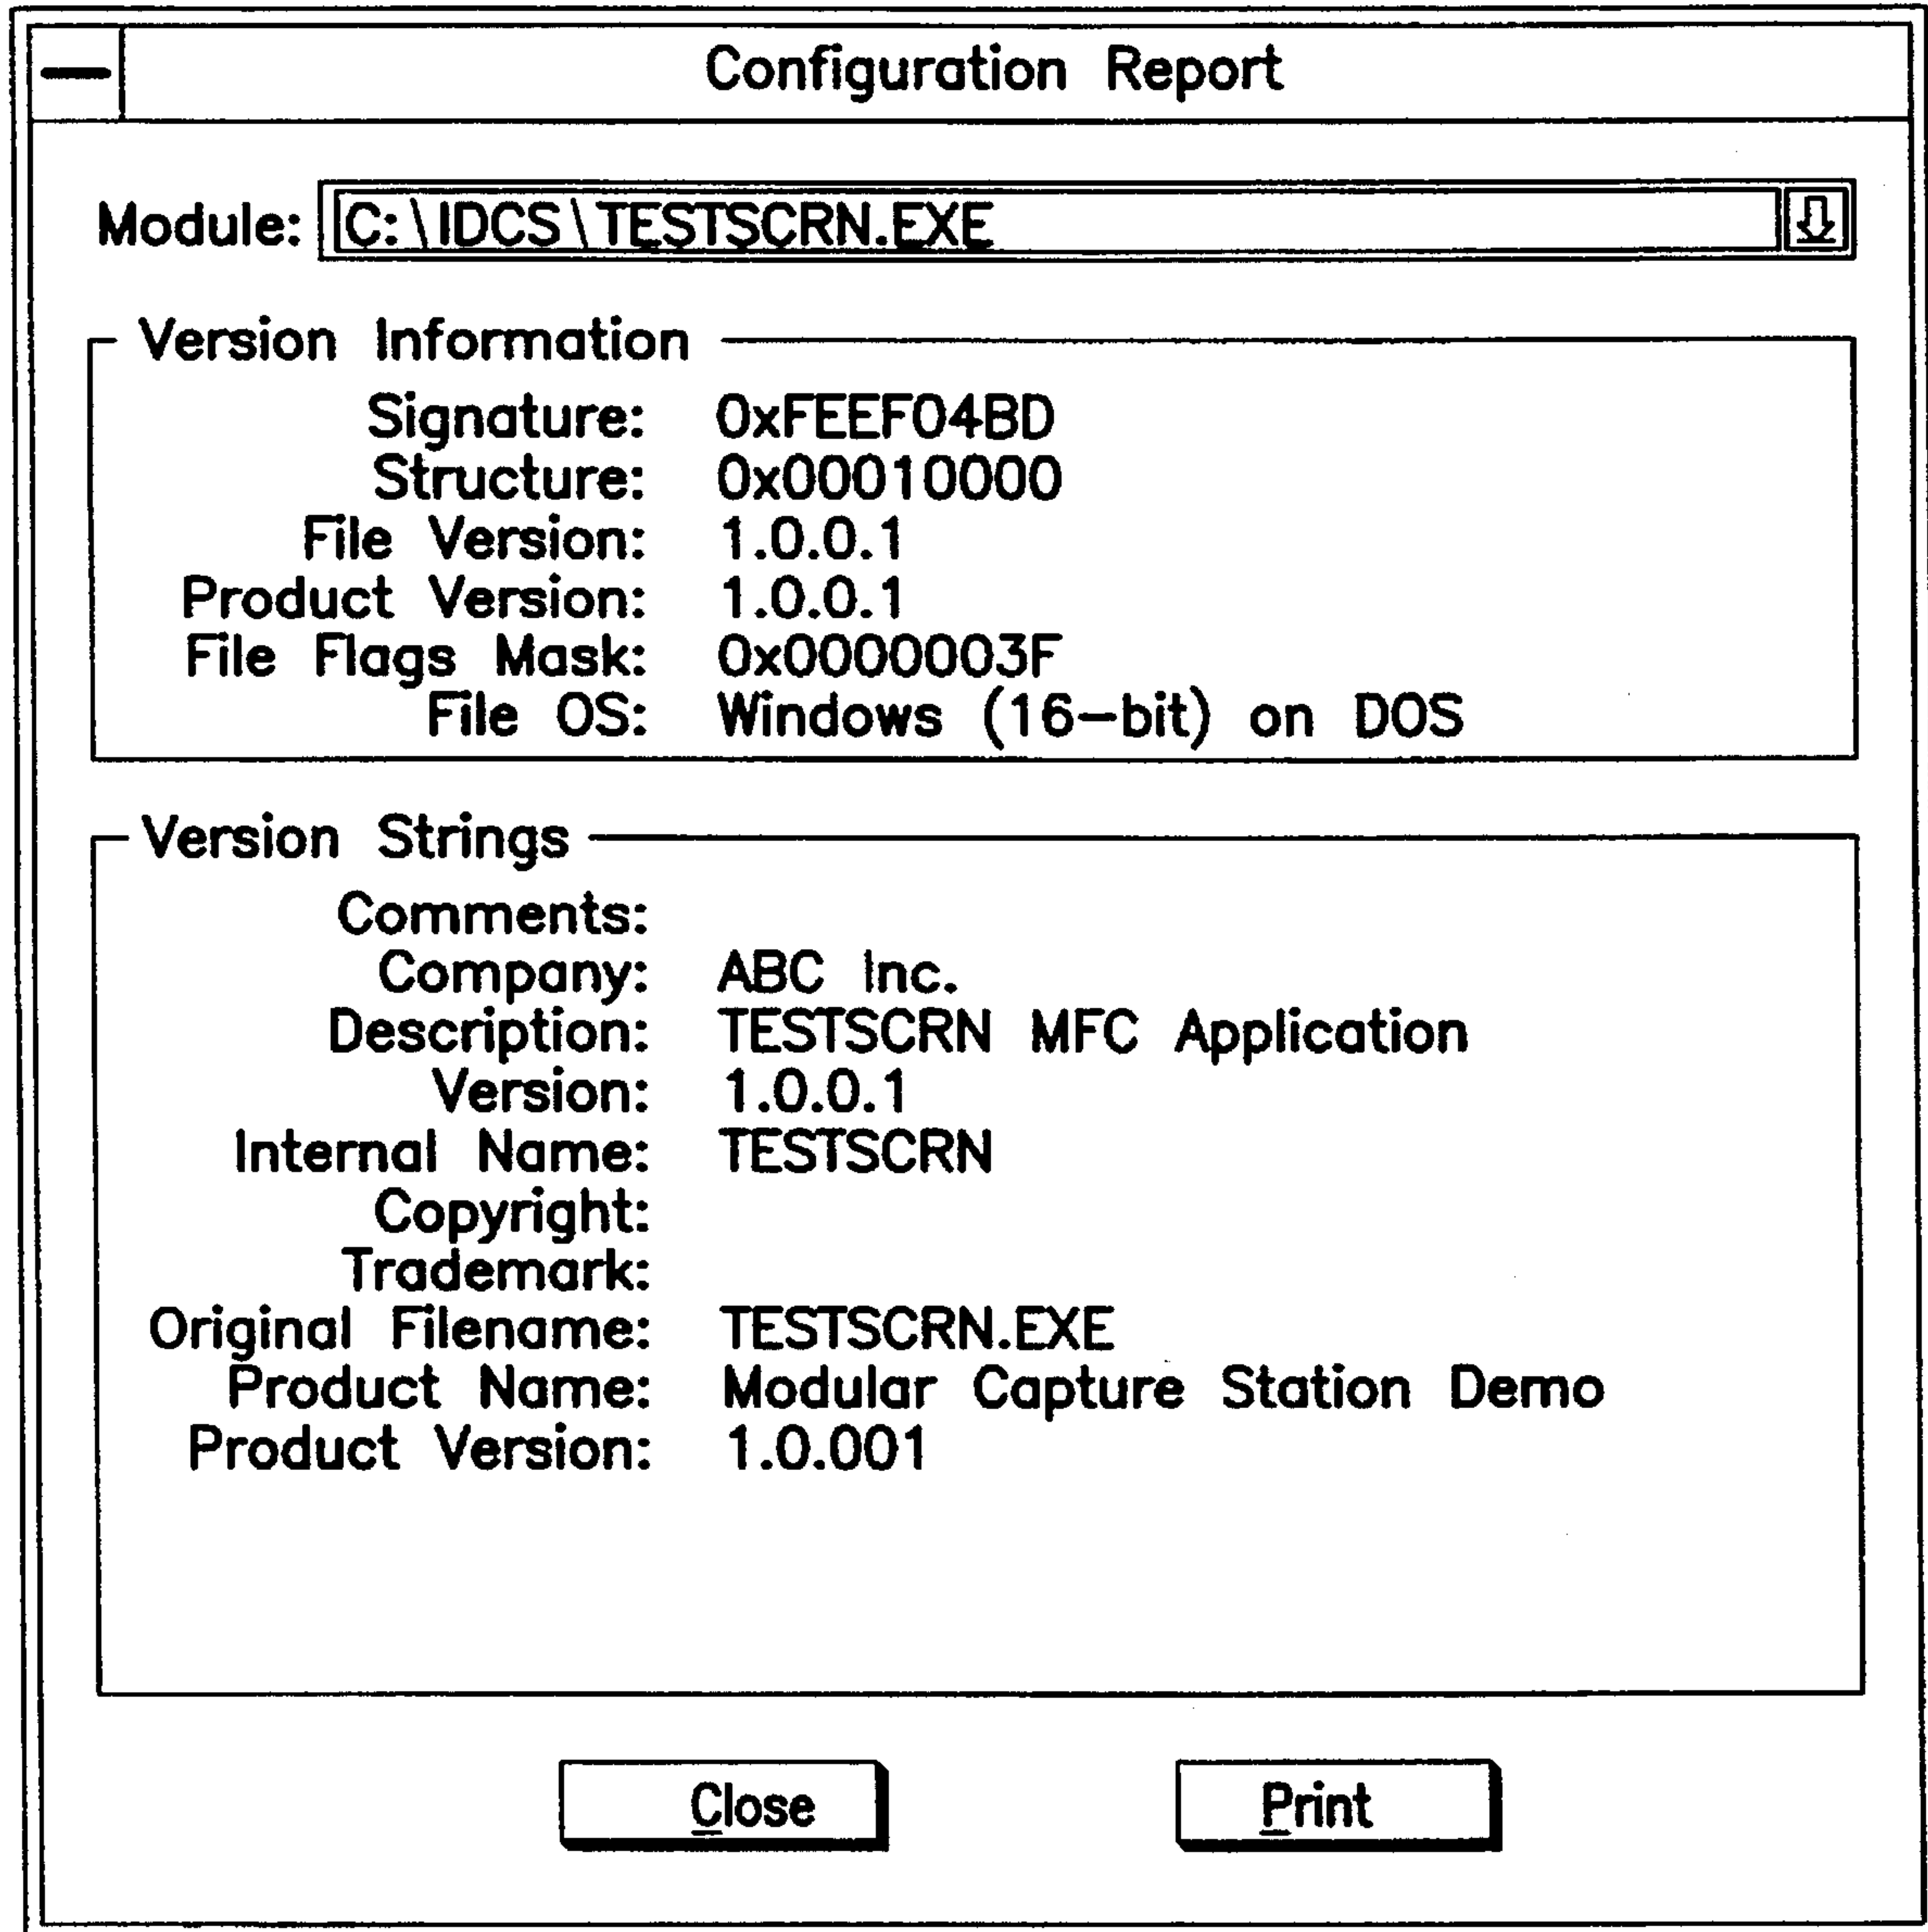 Configuration Report
Module: C:\IDCS\TESTSCRN.EXE
Version Information
Signature: 0xFEEF04BD
Structure: 0x00010000
File Version: 1.0.0.1
Product Version: 1.0.0.1
File Flags Mask: 0x0000003F
File OS: Windows (16-bit) on DOS
Version Strings
Comments:
Company: ABC Inc.
Description: TESTSCRN MFC Application
Version: 1.0.0.1
Internal Name: TESTSCRN
Copyright:
Trademark:
Original Filename: TESTSCRN.EXE
Product Name: Modular Capture Station Demo
Product Version: 1.0.001
Close Print